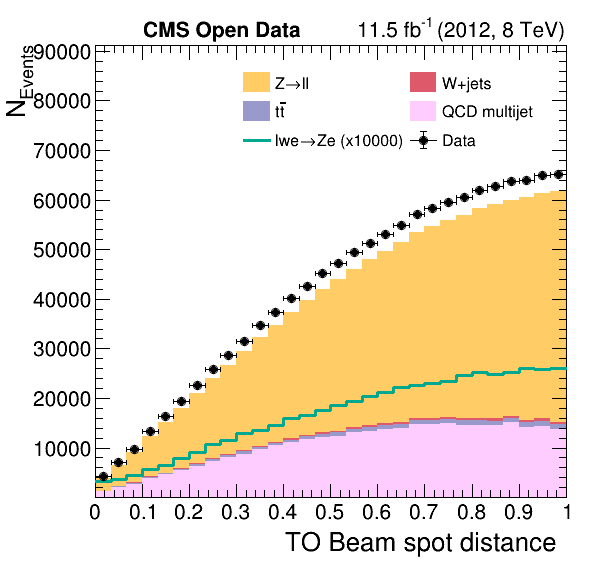 CMS Open Data
11.5 fb⁻¹ (2012, 8 TeV)
N_Events
90000
80000
70000
60000
50000
40000
30000
20000
10000
Z→ll
W+jets
tt̄
QCD multijet
lwe→Ze (x10000)
Data
0 0.1 0.2 0.3 0.4 0.5 0.6 0.7 0.8 0.9 1
TO Beam spot distance